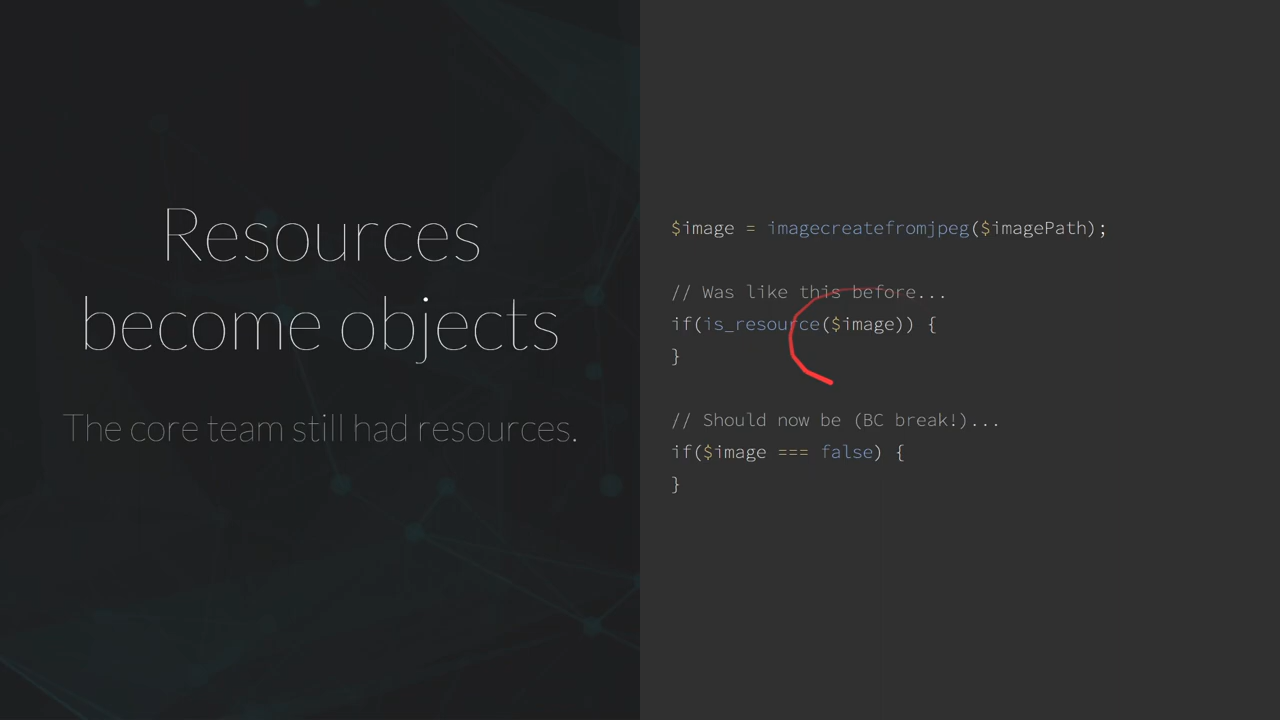 Resources
become objects
The core team still had resources.
$image = imagecreatefromjpeg($imagePath);
// Was like this before...
if(is_resource($image)) {
}
// Should now be (BC break!)...
if($image === false) {
}